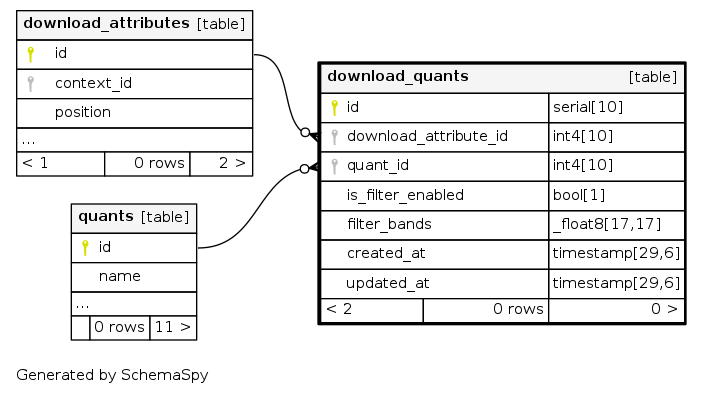 download_attributes [table]
id
context_id
position
...
< 1 0 rows 2 >
download_quants [table]
id serial[10]
download_attribute_id int4[10]
quant_id int4[10]
is_filter_enabled bool[1]
filter_bands _float8[17,17]
created_at timestamp[29,6]
updated_at timestamp[29,6]
< 2 0 rows 0 >
quants [table]
id
name
...
0 rows 11 >
Generated by SchemaSpy